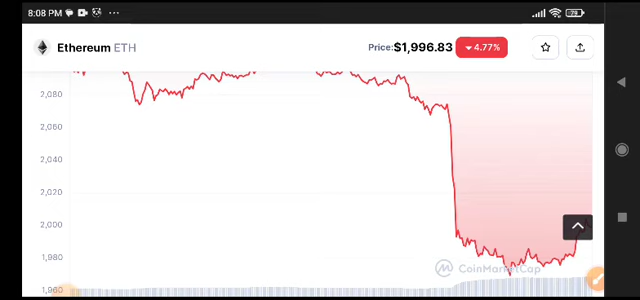 8:08 PM 79
Ethereum ETH Price: $1,996.83 4.77%
2,080
2,060
2,040
2,020
2,000
1,980
CoinMarketCap
1,960